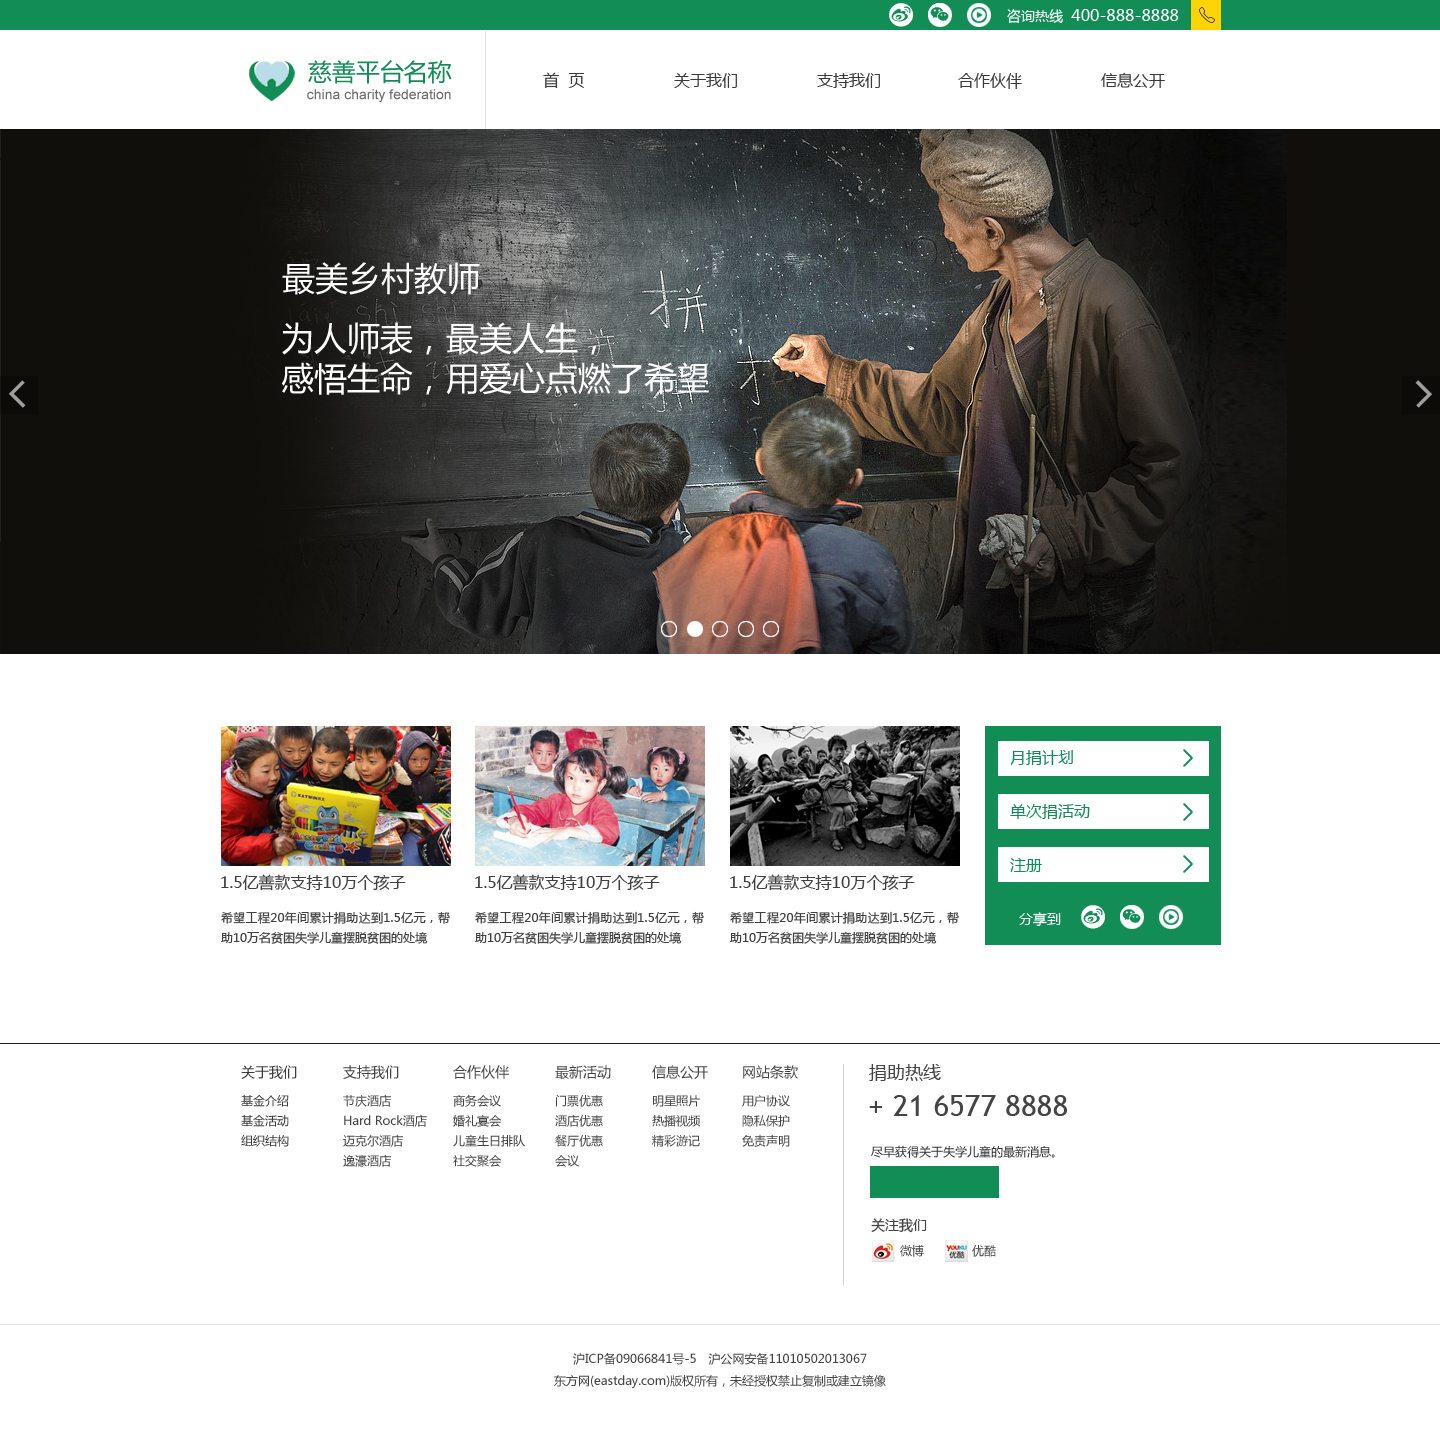 咨询热线 400-888-8888
慈善平台名称
china charity federation
首 页
关于我们
支持我们
合作伙伴
信息公开
最美乡村教师
拼
为人师表，最美人生，
感悟生命，用爱心点燃了希望
1.5亿善款支持10万个孩子
希望工程20年间累计捐助达到1.5亿元，帮
助10万名贫困失学儿童摆脱贫困的处境
1.5亿善款支持10万个孩子
希望工程20年间累计捐助达到1.5亿元，帮
助10万名贫困失学儿童摆脱贫困的处境
1.5亿善款支持10万个孩子
希望工程20年间累计捐助达到1.5亿元，帮
助10万名贫困失学儿童摆脱贫困的处境
月捐计划
单次捐活动
注册
分享到
关于我们
基金介绍
基金活动
组织结构
支持我们
节庆酒店
Hard Rock酒店
迈克尔酒店
逸濠酒店
合作伙伴
商务会议
婚礼宴会
儿童生日排队
社交聚会
最新活动
门票优惠
酒店优惠
餐厅优惠
会议
信息公开
明星照片
热播视频
精彩游记
网站条款
用户协议
隐私保护
免责声明
捐助热线
+ 21 6577 8888
尽早获得关于失学儿童的最新消息。
关注我们
微博
YOUKU
优酷
优酷
沪ICP备09066841号-5 沪公网安备11010502013067
东方网(eastday.com)版权所有，未经授权禁止复制或建立镜像